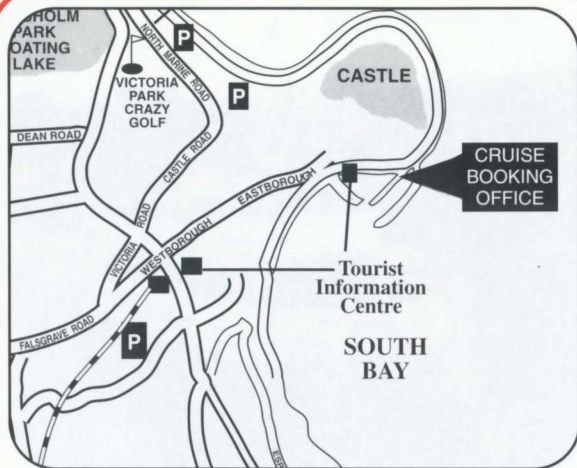 PARK
OATING
LAKE
VICTORIA
PARK
CRAZY
GOLF
NORTH MARINE ROAD
P
P
CASTLE
DEAN ROAD
CASTLE ROAD
CRUISE
BOOKING
OFFICE
EASTBOROUGH
WESTBOROUGH
VICTORIA ROAD
Tourist
Information
Centre
FALSGRAVE ROAD
P
SOUTH
BAY
ESP